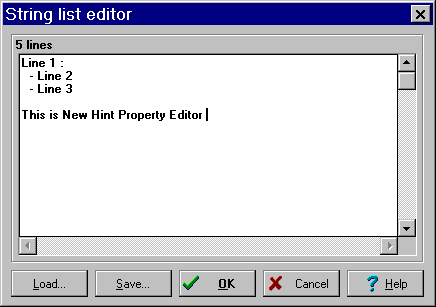 String list editor
5 lines
Line 1 :
- Line 2
- Line 3
This is New Hint Property Editor
Load...
Save...
OK
Cancel
? Help